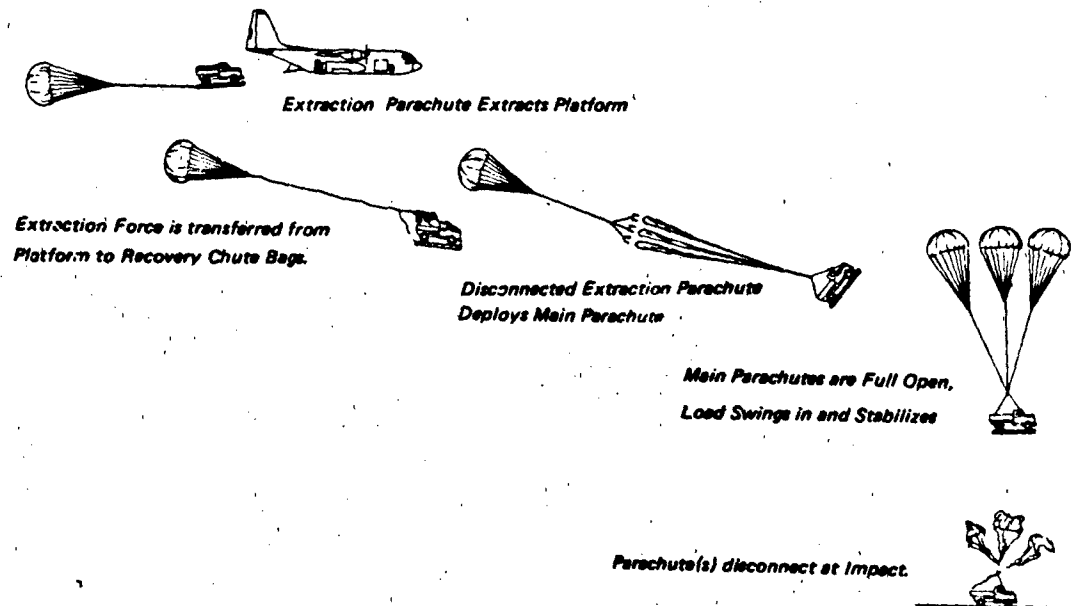 Extraction Parachute Extracts Platform
Extraction Force is transferred from
Platform to Recovery Chute Bags.
Disconnected Extraction Parachute
Deploys Main Parachute
Main Parachutes are Full Open,
Load Swings in and Stabilizes
Parachute(s) disconnect at Impact.